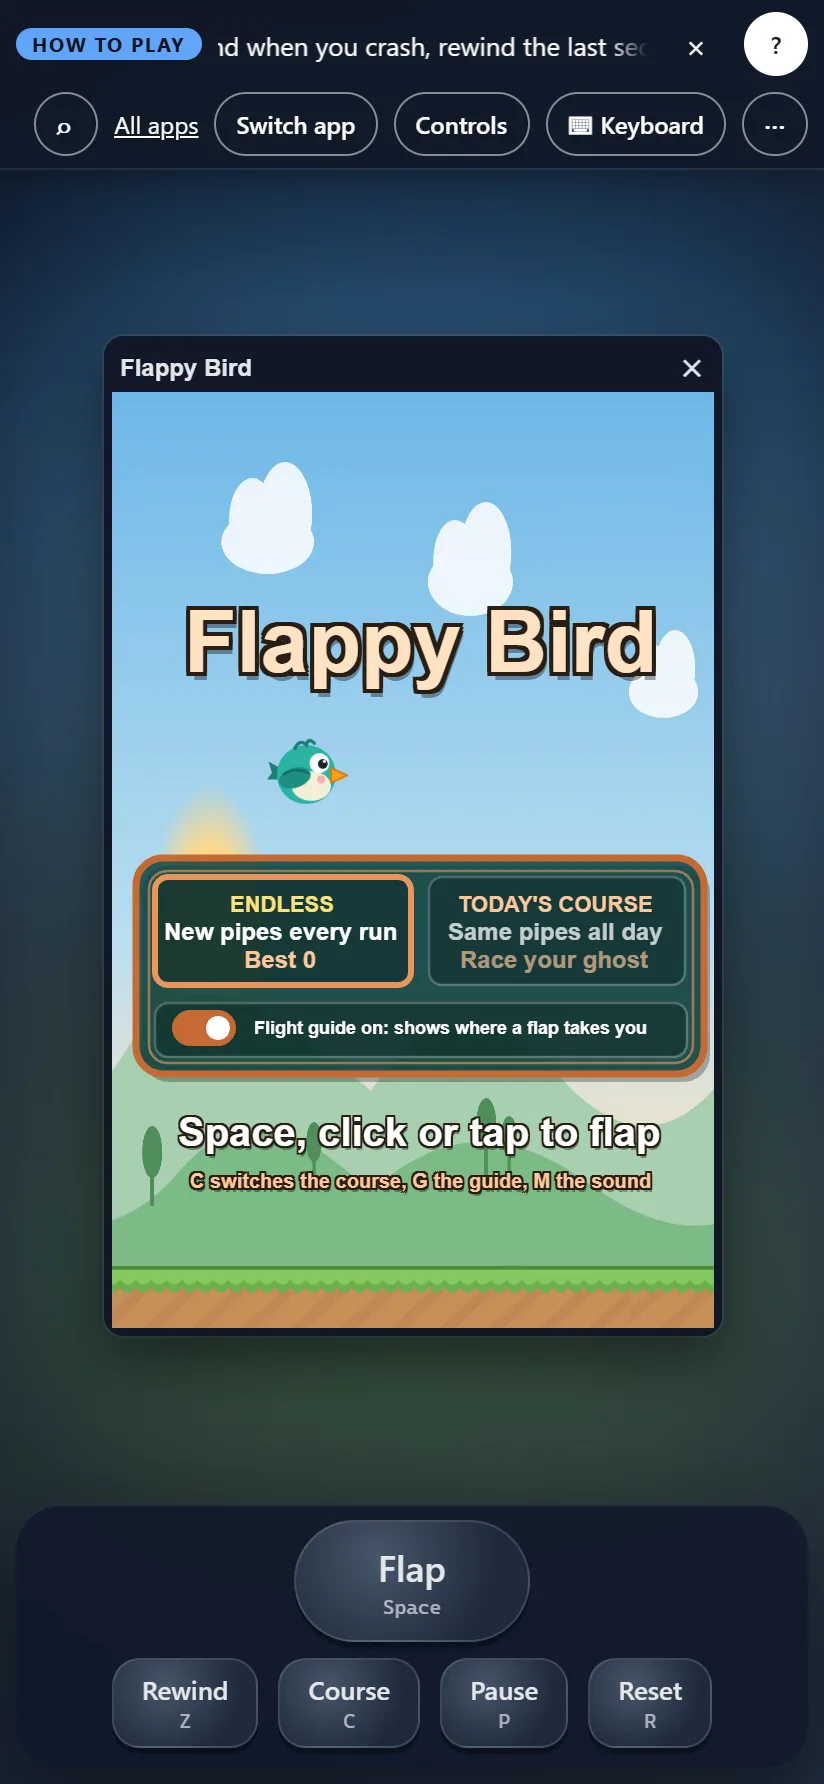 HOW TO PLAY
when you crash, rewind the last
✕
?
All apps
Switch app
Controls
⌨ Keyboard
...
Flappy Bird
✕
Flappy Bird
ENDLESS
New pipes every run
Best 0
TODAY'S COURSE
Same pipes all day
Race your ghost
Flight guide on: shows where a flap takes you
Space, click or tap to flap
C switches the course, G the guide, M the sound
Flap
Space
Rewind
Z
Course
C
Pause
P
Reset
R